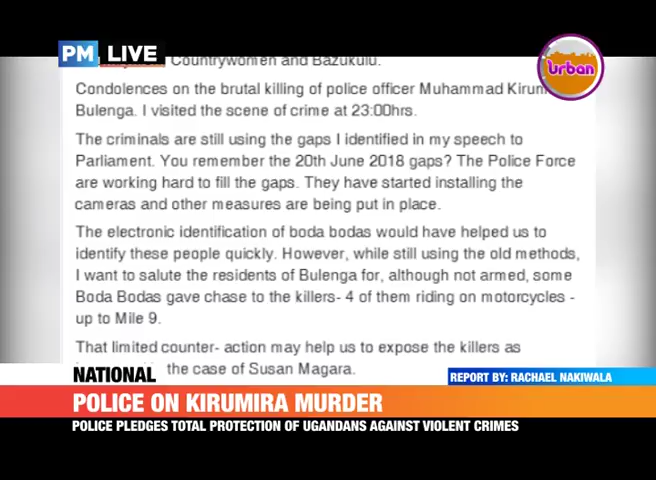 PM LIVE
urban
Countrywomen and Bazukulu.
Condolences on the brutal killing of police officer Muhammad
Bulenga. I visited the scene of crime at 23:00hrs.
The criminals are still using the gaps I identified in my speech to
Parliament. You remember the 20th June 2018 gaps? The Police Force
are working hard to fill the gaps. They have started installing the
cameras and other measures are being put in place.
The electronic identification of boda bodas would have helped us to
identify these people quickly. However, while still using the old methods,
I want to salute the residents of Bulenga for, although not armed, some
Boda Bodas gave chase to the killers- 4 of them riding on motorcycles -
up to Mile 9.
That limited counter- action may help us to expose the killers as
the case of Susan Magara.
NATIONAL
REPORT BY: RACHAEL NAKIWALA
POLICE ON KIRUMIRA MURDER
POLICE PLEDGES TOTAL PROTECTION OF UGANDANS AGAINST VIOLENT CRIMES